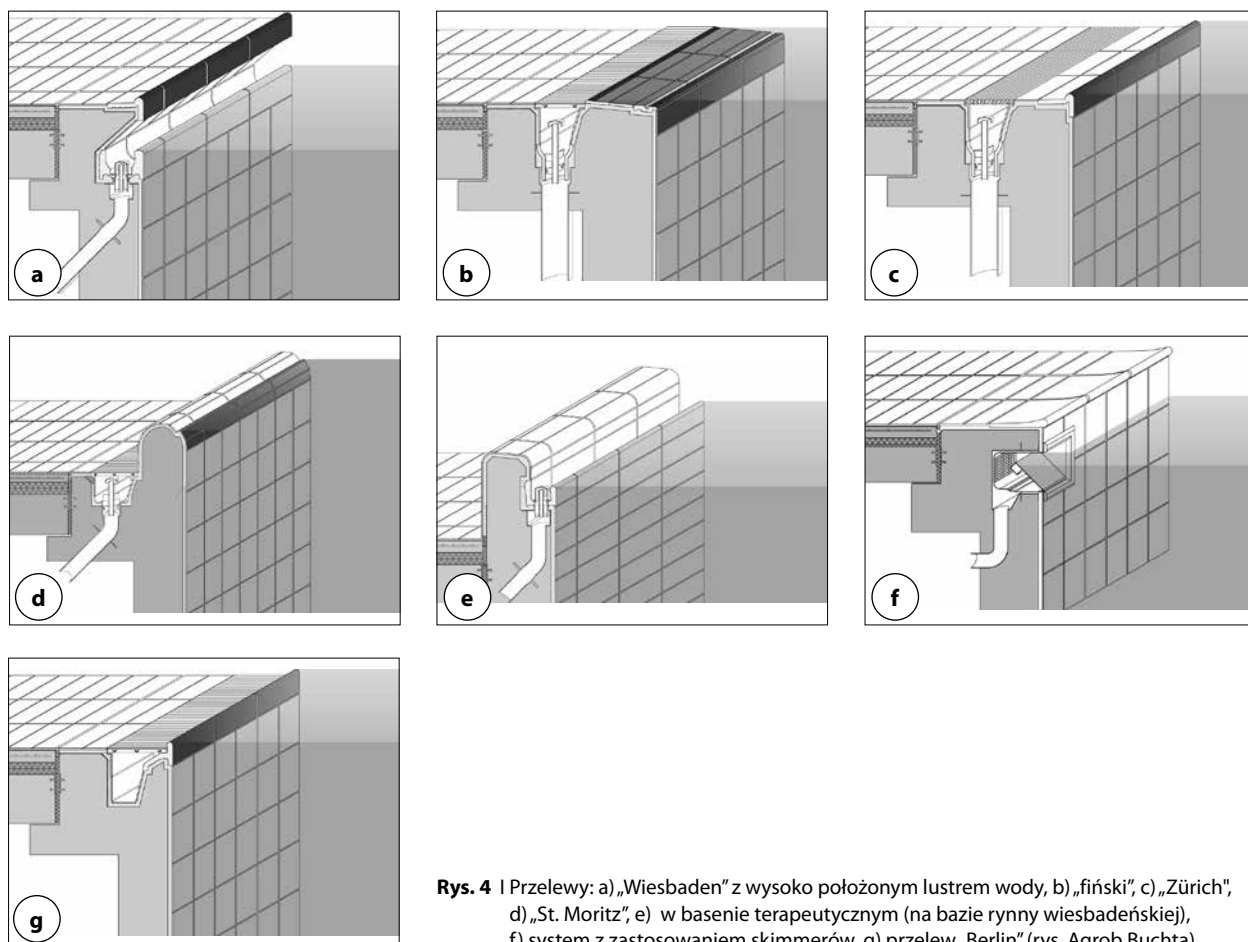 a
b
c
d
e
f
g
Rys. 4 I Przelewy: a) „Wiesbaden” z wysoko położonym lustrem wody, b) „fiński”, c) „Zürich",
d) „St. Moritz”, e) w basenie terapeutycznym (na bazie rynny wiesbadeńskiej),
f) system z zastosowaniem skimmerów, g) przelew „Berlin” (rys. Agrob Buchta)